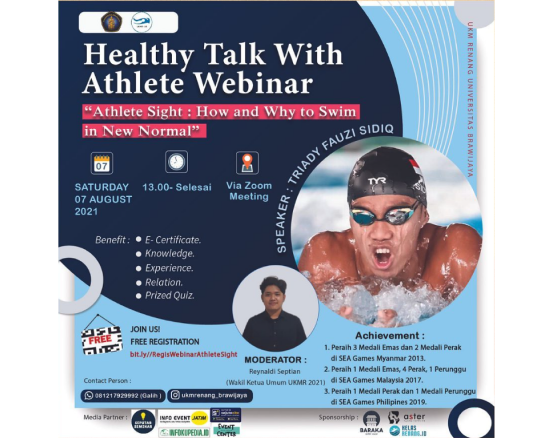 UKM RENANG UNIVERSITAS BRAWIJAYA
Healthy Talk With
Athlete Webinar
"Athlete Sight : How and Why to Swim
in New Normal"
07
SATURDAY
07 AUGUST
2021
13.00- Selesai
Via Zoom
Meeting
SPEAKER : TRIADY FAUZI SIDIQ
TYR
Benefit :
E- Certificate.
Knowledge.
Experience.
Relation.
Prized Quiz.
FREE
JOIN US!
FREE REGISTRATION
bit.ly//RegisWebinarAthleteSight
Contact Person :
081217929992 (Galih )
ukmrenang_brawijaya
MODERATOR :
Reynaldi Septian
(Wakil Ketua Umum UKMR 2021)
Achievement :
1. Peraih 3 Medali Emas dan 2 Medali Perak
di SEA Games Myanmar 2013.
2. Peraih 1 Medali Emas, 4 Perak, 1 Perunggu
di SEA Games Malaysia 2017.
3. Peraih 1 Medali Perak dan 1 Medali Perunggu
di SEA Games Philipines 2019.
Media Partner :
INFO EVENT JATIM
INFOKUPEDIA.ID
EVENT
CENTER
Sponsorship :
BARAKA
aster
KELAS
RENANG.ID